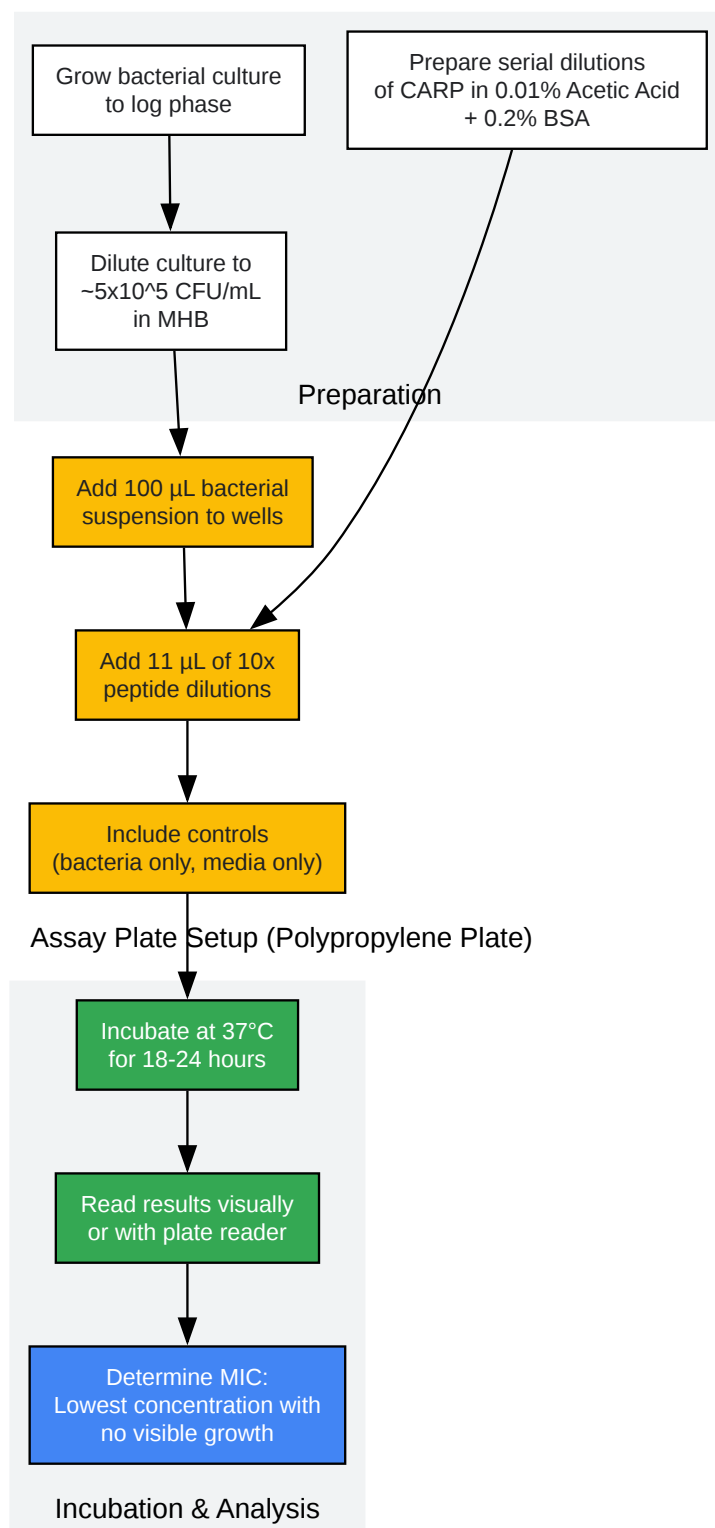 Grow bacterial culture
to log phase
Prepare serial dilutions
of CARP in 0.01% Acetic Acid
+ 0.2% BSA
Dilute culture to
~5x10^5 CFU/mL
in MHB
Preparation
Add 100 µL bacterial
suspension to wells
Add 11 µL of 10x
peptide dilutions
Include controls
(bacteria only, media only)
Assay Plate Setup (Polypropylene Plate)
Incubate at 37°C
for 18-24 hours
Read results visually
or with plate reader
Determine MIC:
Lowest concentration with
no visible growth
Incubation & Analysis